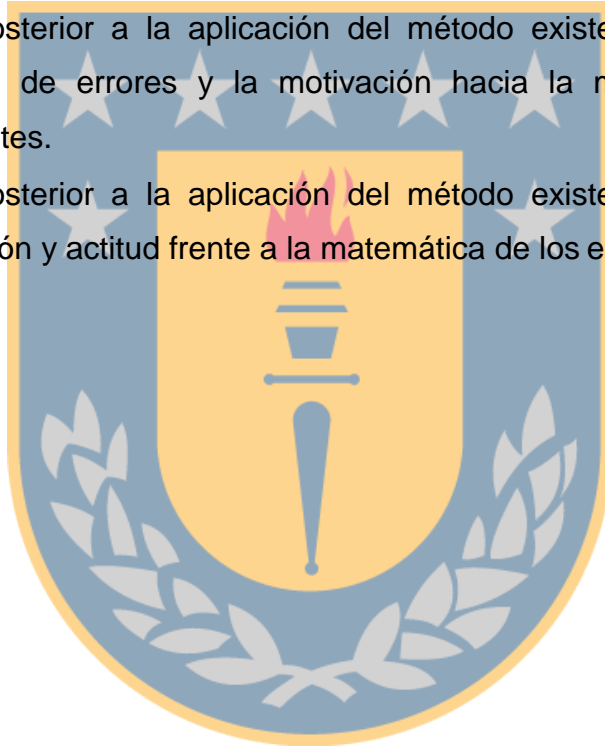 osterior a la aplicación del método existe
de errores y la motivación hacia la
tes.
osterior a la aplicación del método existe
ón y actitud frente a la matemática de los